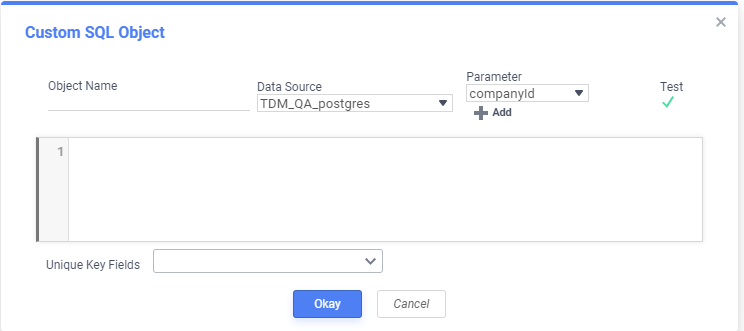 Custom SQL Object
×
Object Name
Data Source
TDM_QA_postgres
Parameter
companyId
Add
Test
1
Unique Key Fields
Okay
Cancel